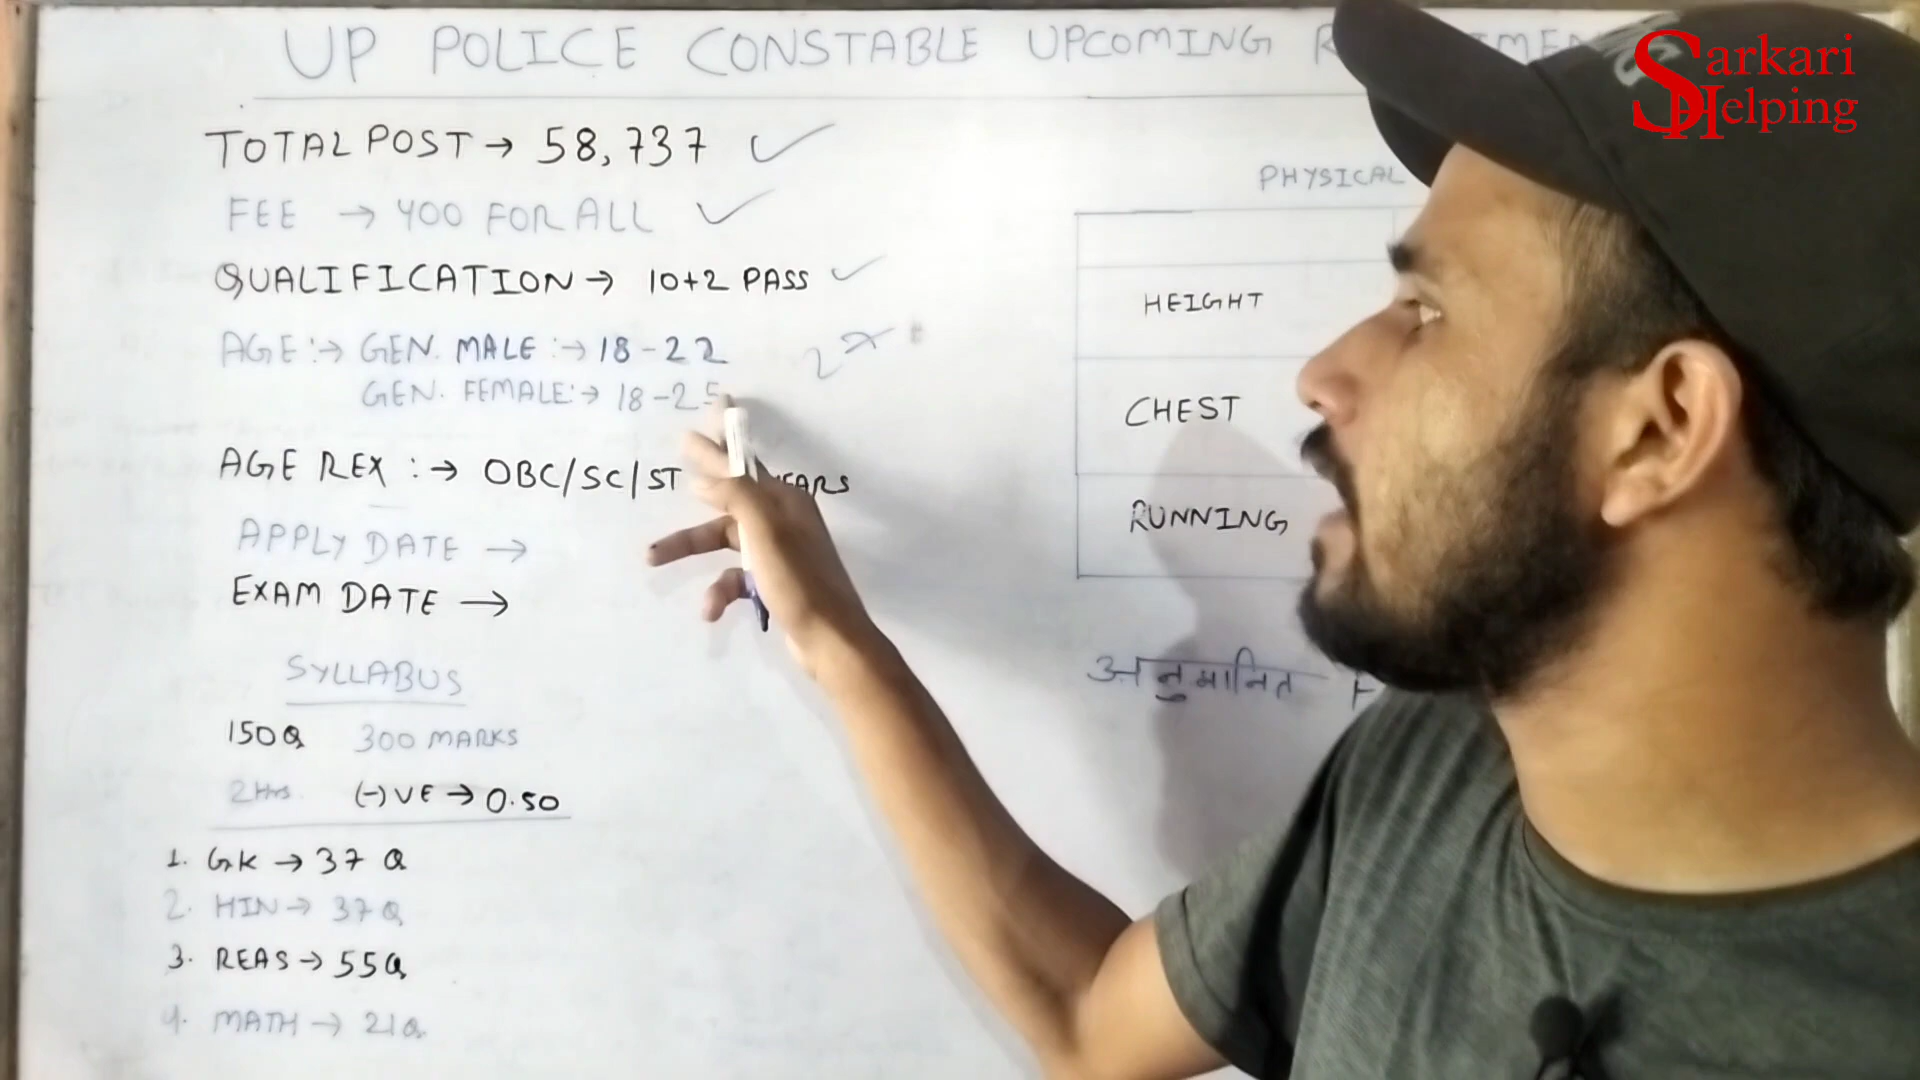 UP POLICE CONSTABLE UPCOMING
TOTAL POST → 58,737 ✓
FEE → 400 FOR ALL ✓
QUALIFICATION → 10+2 PASS ✓
AGE :→ GEN. MALE :→ 18-22
GEN. FEMALE :→ 18-25
AGE REX :→ OBC/SC/ST
APPLY DATE →
EXAM DATE →
SYLLABUS
150Q 300 MARKS
2 Hrs. (-)VE → 0.50
1. GK → 37 Q
2. HIN → 37Q
3. REAS → 55Q
4. MATH → 21Q
PHYSICAL
HEIGHT
CHEST
RUNNING
अनुमानित
Sarkari
Helping